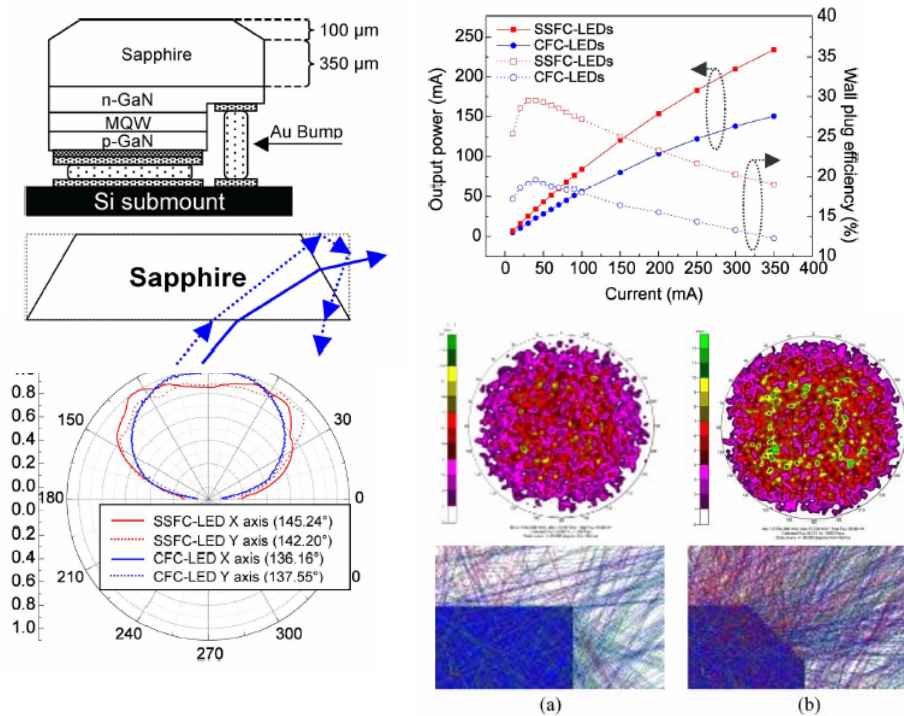 100 µm
Sapphire
350 µm
n-GaN
MQW
p-GaN
Au Bump
Si submount
Sapphire
SSFC-LEDs
CFC-LEDs
SSFC-LEDs
CFC-LEDs
Output power (mA)
250
200
150
100
50
0
0
50
100
150
200
250
300
350
400
Current (mA)
40
35
30
25
20
15
10
Wall plug efficiency (%)
1.0
0.8
0.6
0.4
0.2
0.0
0.0
0.2
0.4
0.6
0.8
1.0
150
30
180
0
210
0
240
300
270
SSFC-LED X axis (145.24°)
SSFC-LED Y axis (142.20°)
CFC-LED X axis (136.16°)
CFC-LED Y axis (137.55°)
(a)
(b)